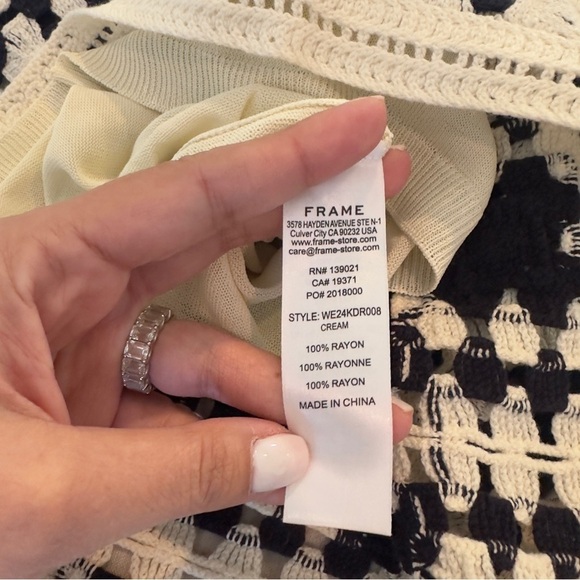 FRAME
3578 HAYDEN AVENUE STE N-1
Culver City CA 90232 USA
www.frame-store.com
care@frame-store.com
RN# 139021
CA# 19371
PO# 2018000
STYLE: WE24KDR008
CREAM
100% RAYON
100% RAYONNE
100% RAYON
MADE IN CHINA